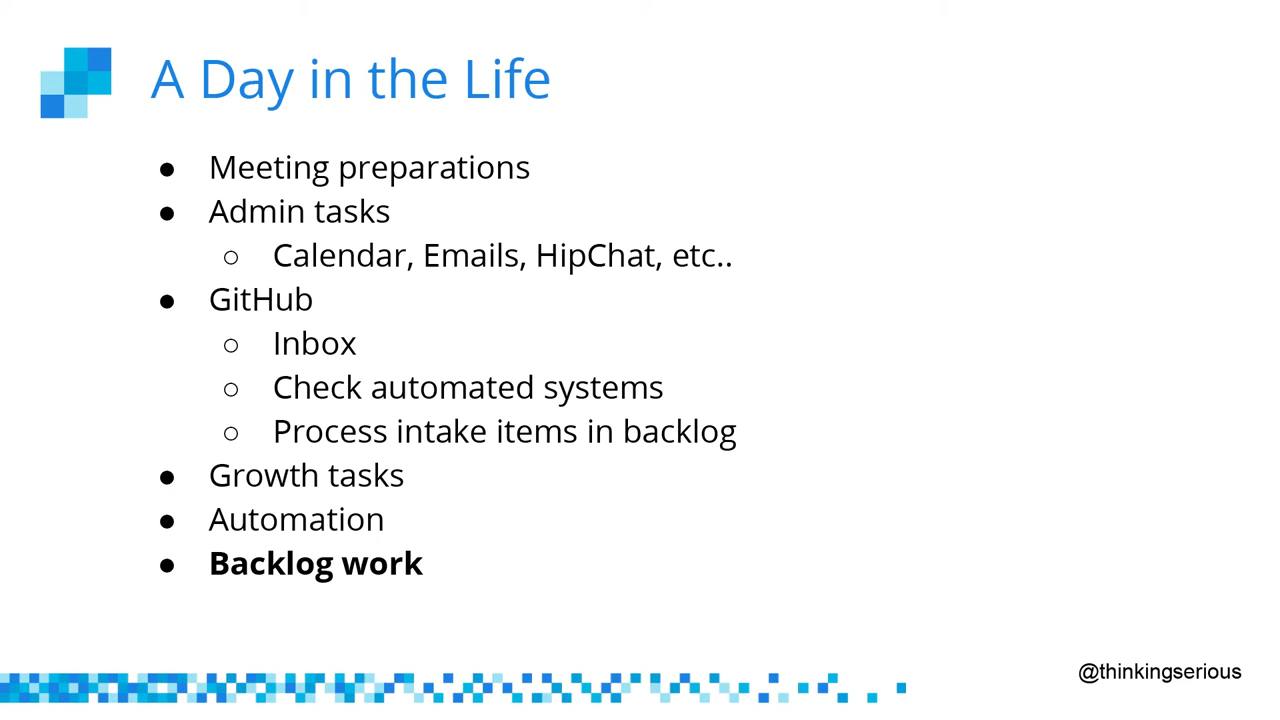 A Day in the Life
● Meeting preparations
● Admin tasks
○ Calendar, Emails, HipChat, etc..
● GitHub
○ Inbox
○ Check automated systems
○ Process intake items in backlog
● Growth tasks
● Automation
● Backlog work
@thinkingserious